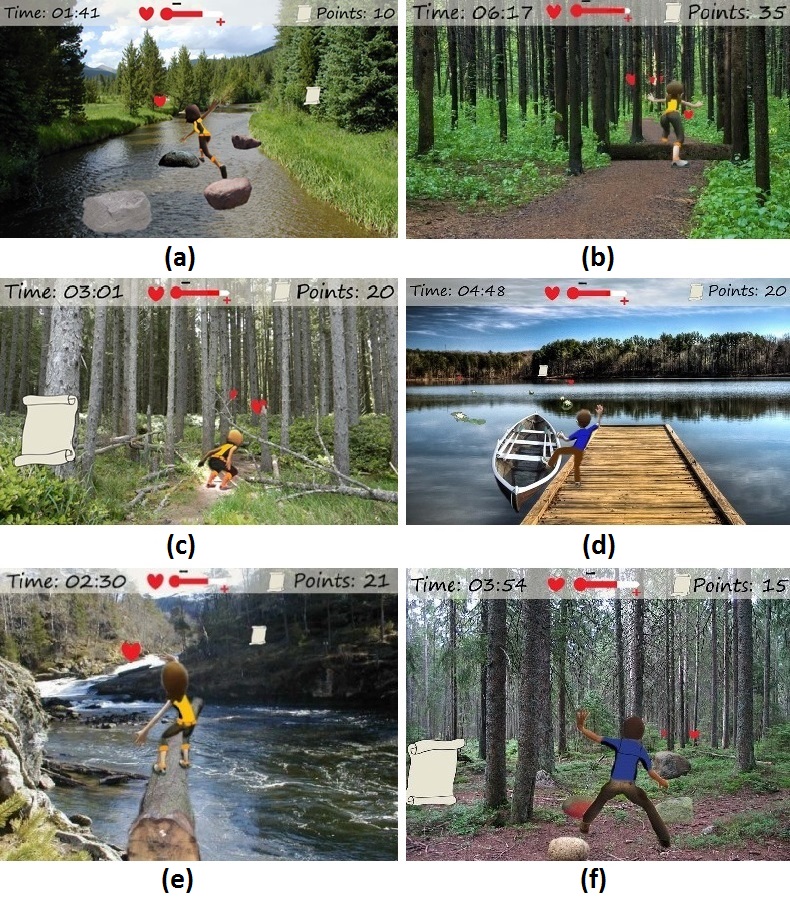 Time: 01:41 - + Points: 10
Time: 06:17 - + Points: 35
(a) (b)
Time: 03:01 - + Points: 20
Time: 04:48 - + Points: 20
(c) (d)
Time: 02:30 - + Points: 21
Time: 03:54 - + Points: 15
(e) (f)